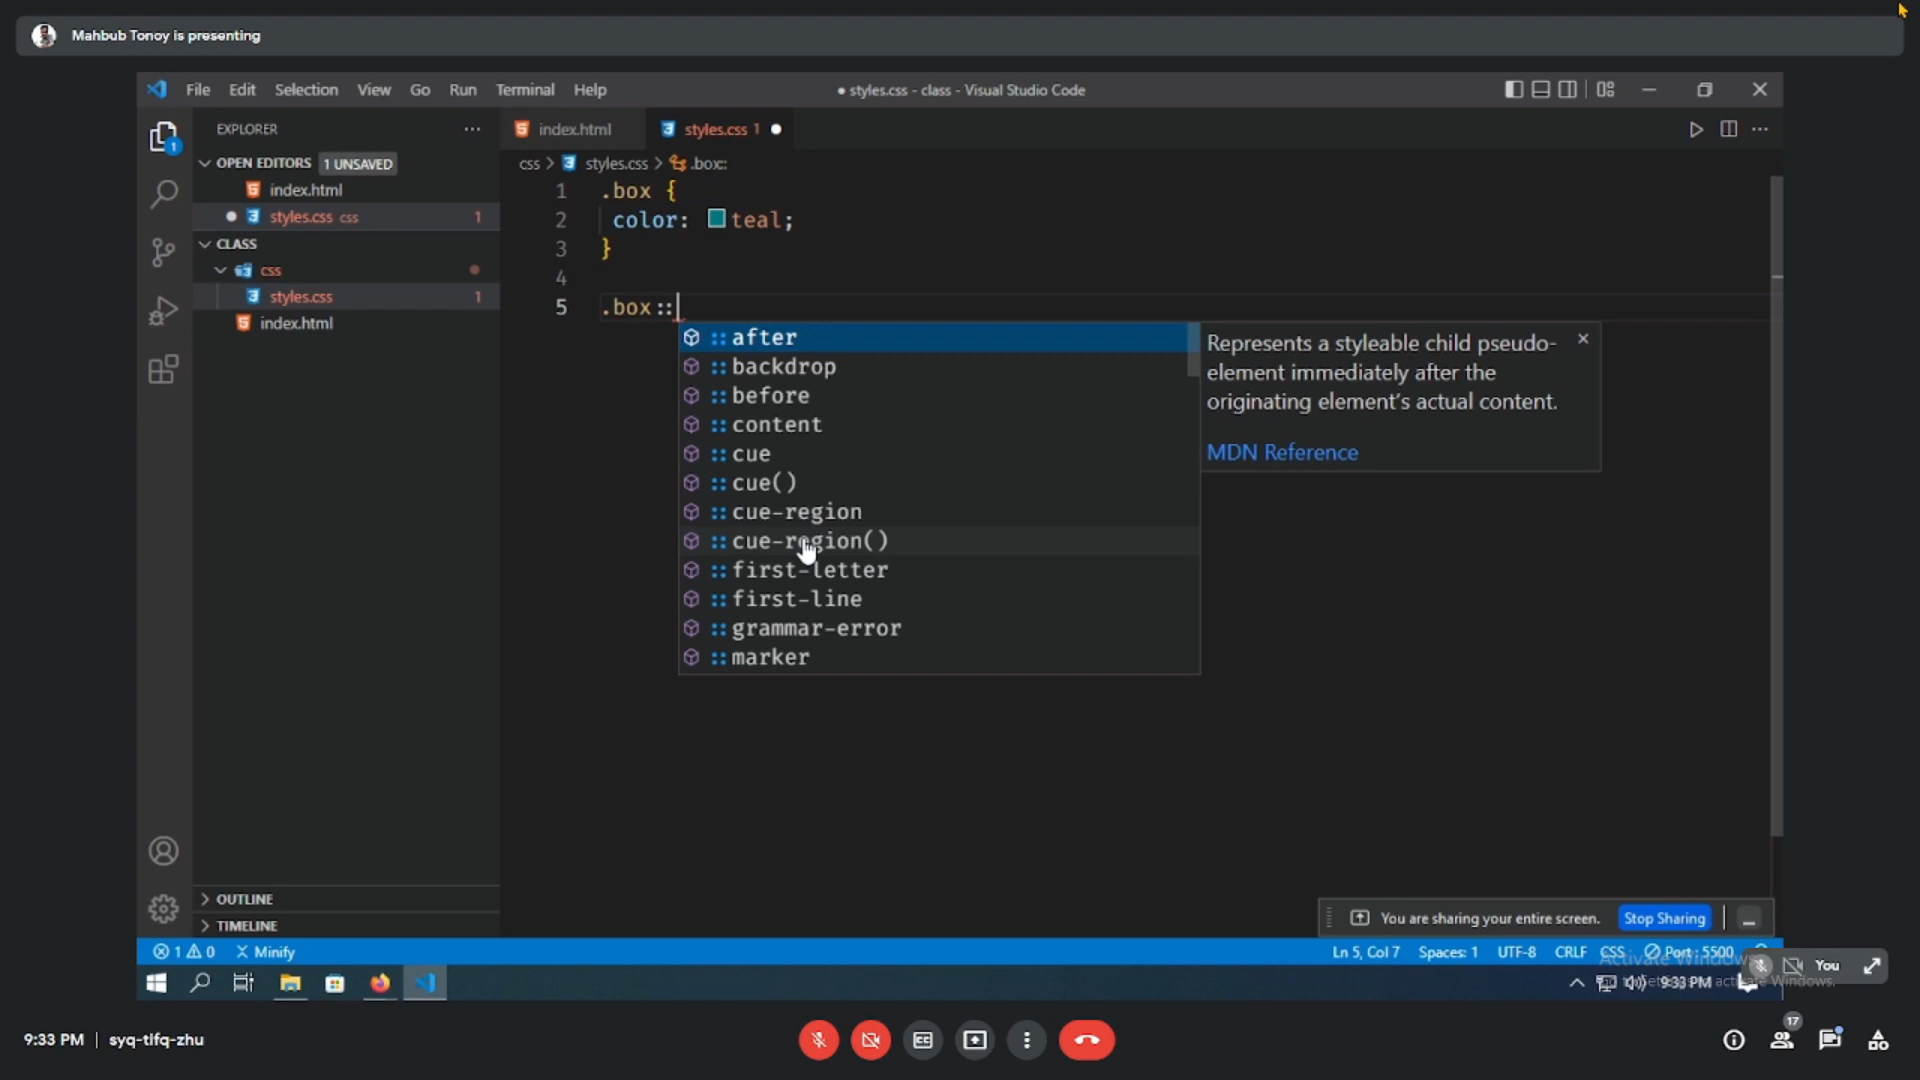 Mahbub Tonoy is presenting
File Edit Selection View Go Run Terminal Help
● styles.css - class - Visual Studio Code
EXPLORER
index.html
styles.css 1
OPEN EDITORS 1 UNSAVED
css > styles.css > .box::
index.html
styles.css css 1
CLASS
css
styles.css 1
index.html
1 .box {
2 color: teal;
3 }
4
5 .box::
:: after
:: backdrop
:: before
:: content
:: cue
:: cue()
:: cue-region
:: cue-region()
:: first-letter
:: first-line
:: grammar-error
:: marker
Represents a styleable child pseudo-
element immediately after the
originating element's actual content.
MDN Reference
OUTLINE
TIMELINE
You are sharing your entire screen. Stop Sharing
1 0 Minify
Ln 5, Col 7 Spaces: 1 UTF-8 CRLF CSS Port : 5500
Activate Windows
You
9:33 PM
9:33 PM | syq-tifq-zhu
17